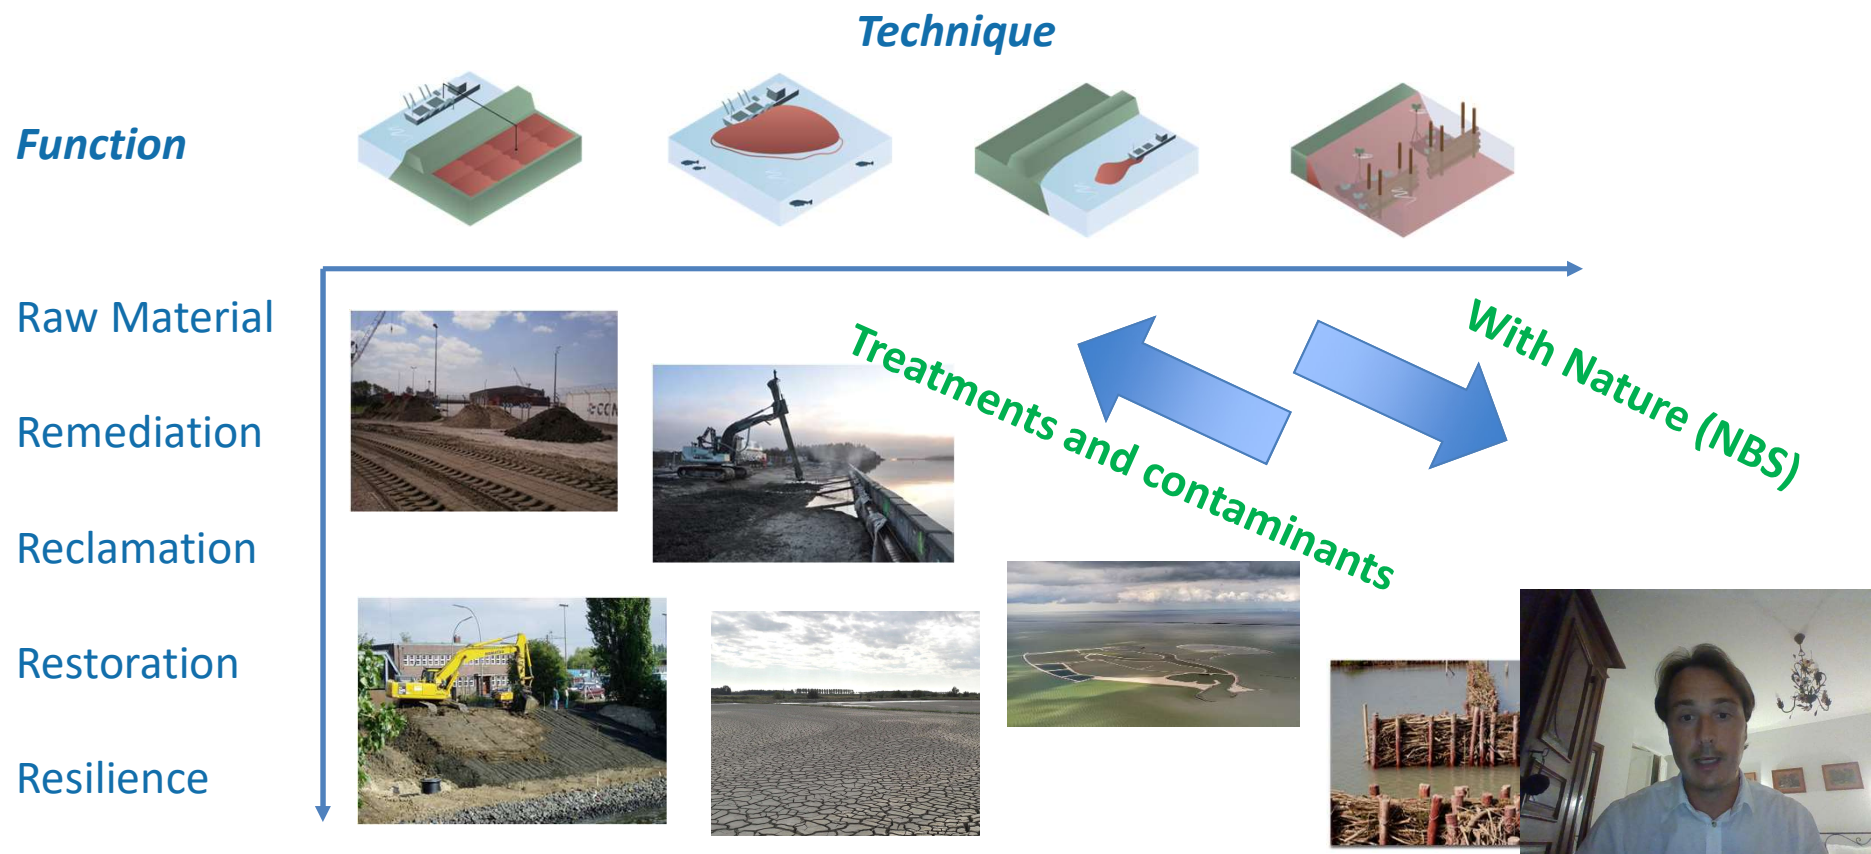 Technique
Function
Raw Material
Remediation
Reclamation
Restoration
Resilience
Treatments and contaminants
With Nature (NBS)